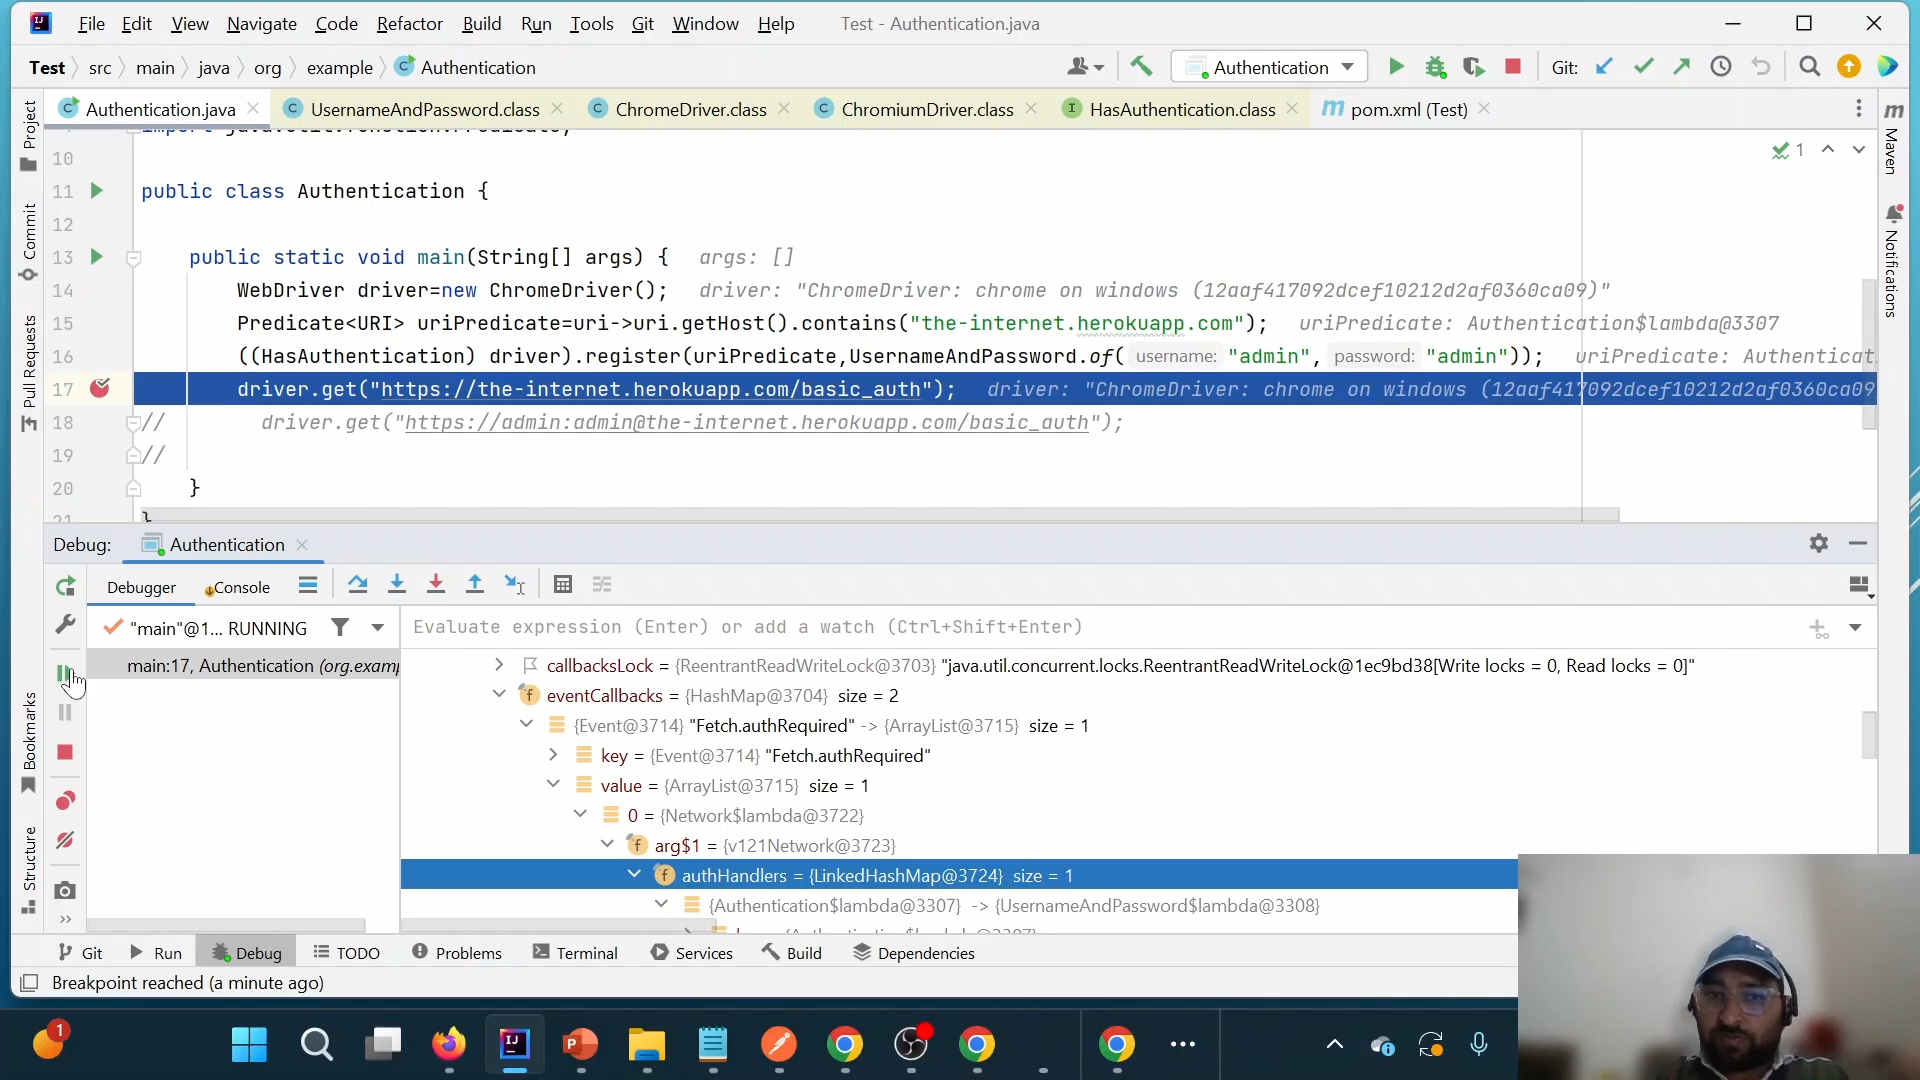 File Edit View Navigate Code Refactor Build Run Tools Git Window Help Test - Authentication.java
Test src main java org example Authentication Authentication Git:
Authentication.java UsernameAndPassword.class ChromeDriver.class ChromiumDriver.class HasAuthentication.class pom.xml (Test)
10
1
11 public class Authentication {
12
13 public static void main(String[] args) { args: []
14 WebDriver driver=new ChromeDriver(); driver: "ChromeDriver: chrome on windows (12aaf417092dcef10212d2af0360ca09)"
15 Predicate<URI> uriPredicate=uri->uri.getHost().contains("the-internet.herokuapp.com"); uriPredicate: Authentication$lambda@3307
16 ((HasAuthentication) driver).register(uriPredicate,UsernameAndPassword.of( username: "admin", password: "admin")); uriPredicate: Authenticat
17 driver.get("https://the-internet.herokuapp.com/basic_auth"); driver: "ChromeDriver: chrome on windows (12aaf417092dcef10212d2af0360ca09
18 // driver.get("https://admin:admin@the-internet.herokuapp.com/basic_auth");
19 //
20 }
21 }
Project
Commit
Pull Requests
Bookmarks
Structure
Maven
Notifications
Debug: Authentication
Debugger Console
"main"@1... RUNNING Evaluate expression (Enter) or add a watch (Ctrl+Shift+Enter)
main:17, Authentication (org.examp
callbacksLock = {ReentrantReadWriteLock@3703} "java.util.concurrent.locks.ReentrantReadWriteLock@1ec9bd38[Write locks = 0, Read locks = 0]"
eventCallbacks = {HashMap@3704} size = 2
{Event@3714} "Fetch.authRequired" -> {ArrayList@3715} size = 1
key = {Event@3714} "Fetch.authRequired"
value = {ArrayList@3715} size = 1
0 = {Network$lambda@3722}
arg$1 = {v121Network@3723}
authHandlers = {LinkedHashMap@3724} size = 1
{Authentication$lambda@3307} -> {UsernameAndPassword$lambda@3308}
Git Run Debug TODO Problems Terminal Services Build Dependencies
Breakpoint reached (a minute ago)
1